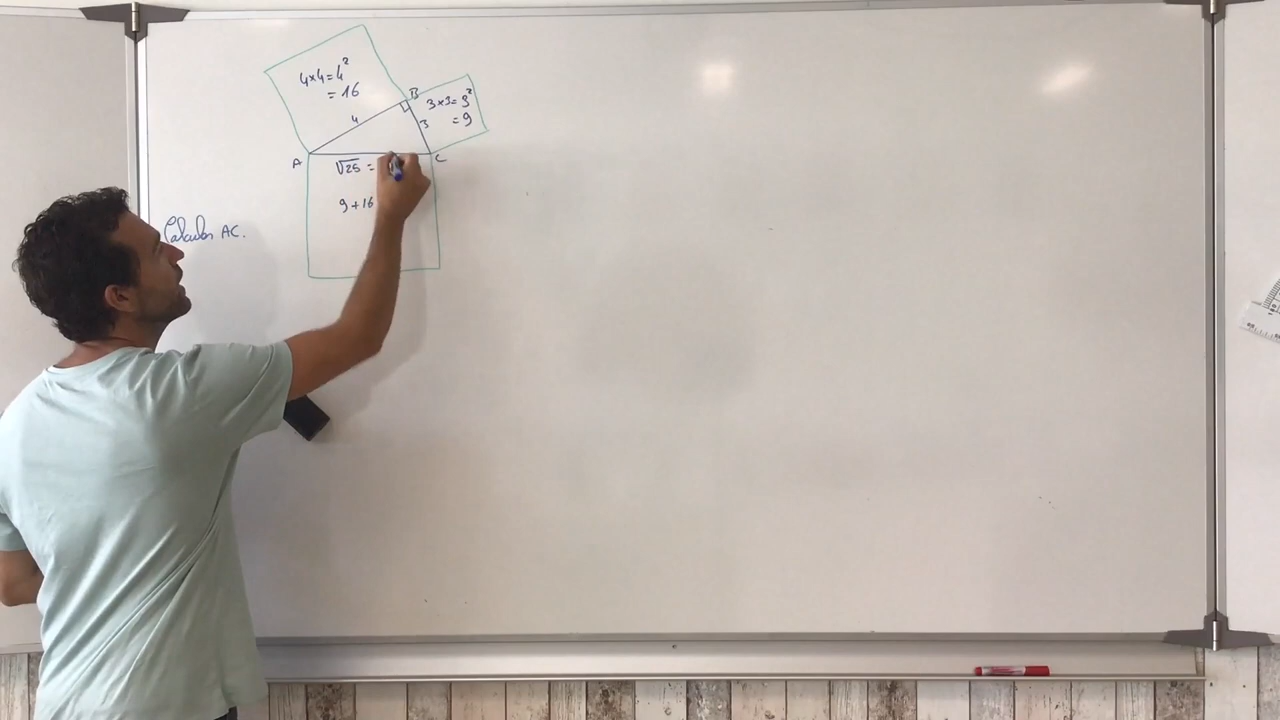 4×4=4²
=16
B
3×3=3²
=9
4
3
A
C
√25 =
9+16
Calculer AC.